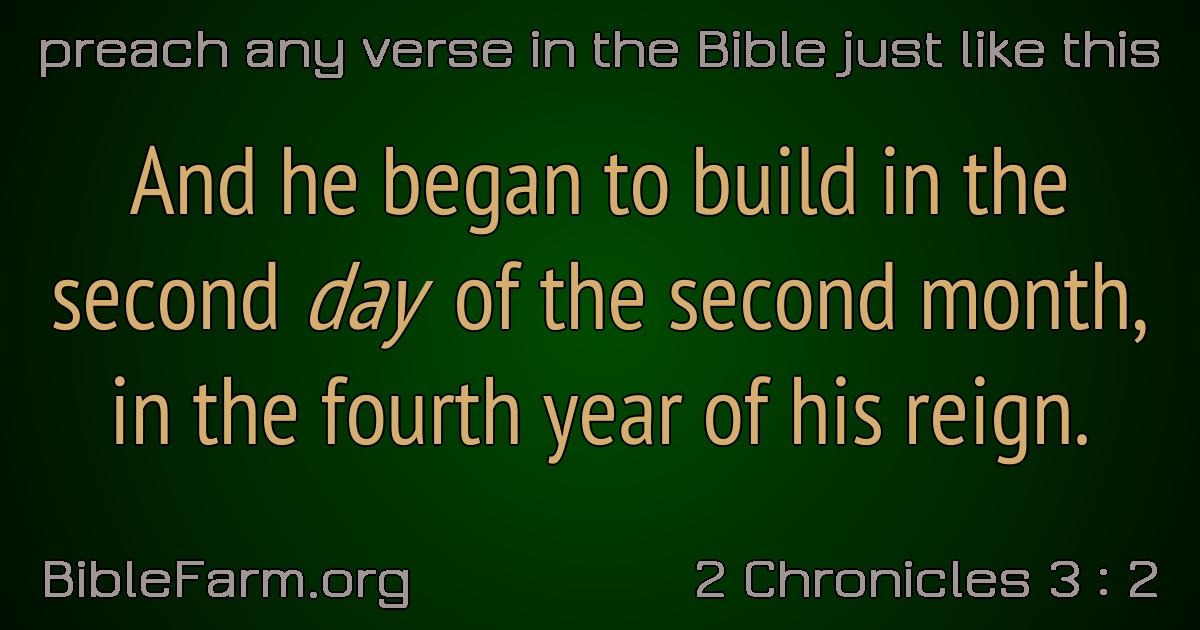 preach any verse in the Bible just like this
And he began to build in the
second day of the second month,
in the fourth year of his reign.
BibleFarm.org
2 Chronicles 3 : 2